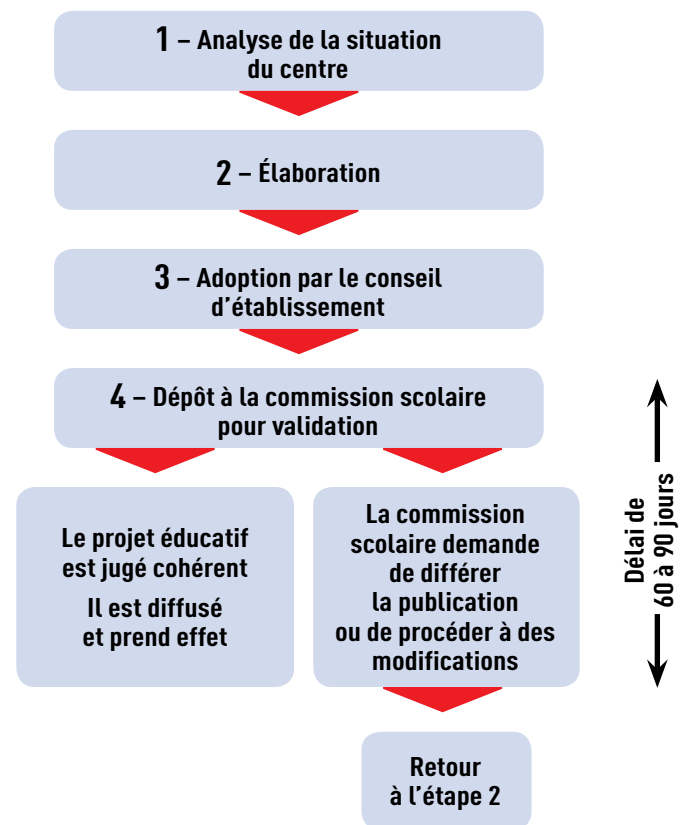 1 – Analyse de la situation
du centre
2 – Élaboration
3 – Adoption par le conseil
d’établissement
4 – Dépôt à la commission scolaire
pour validation
Le projet éducatif
est jugé cohérent
Il est diffusé
et prend effet
La commission
scolaire demande
de différer
la publication
ou de procéder à des
modifications
Délai de
60 à 90 jours
Retour
à l’étape 2